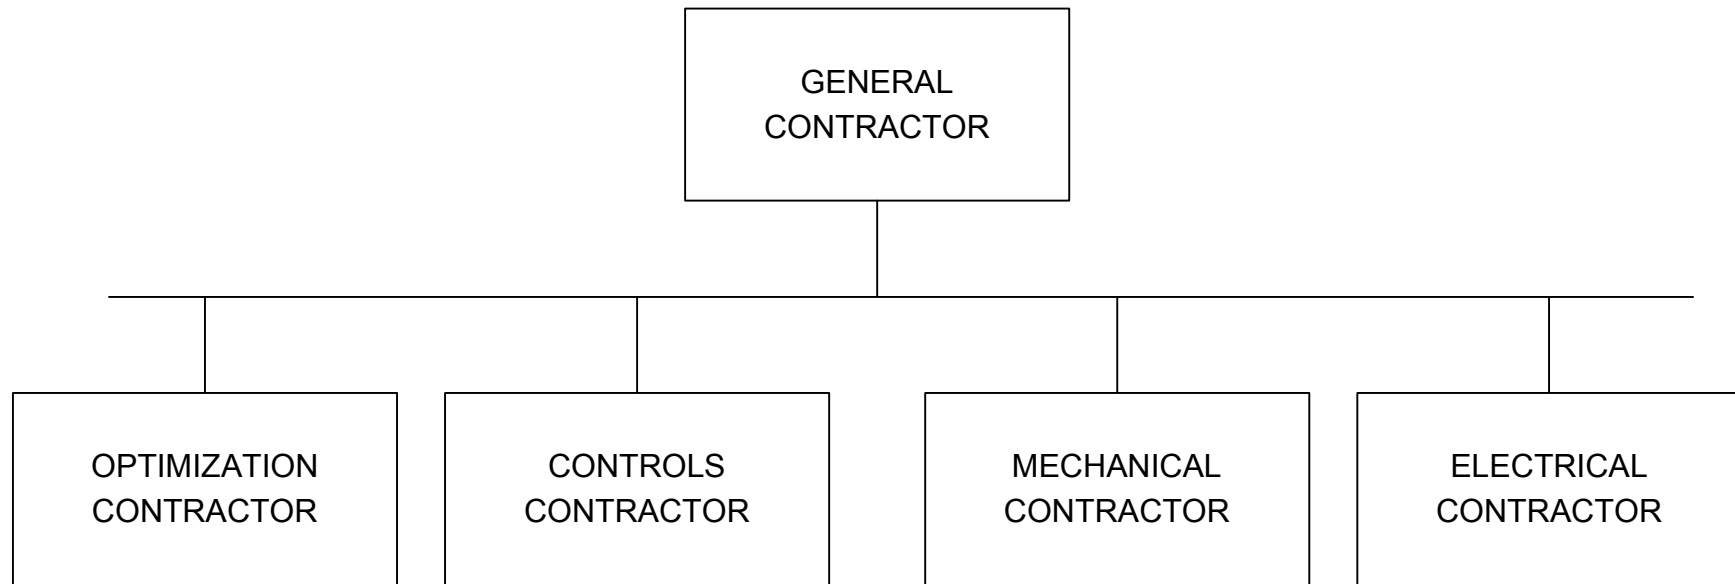 GENERAL
CONTRACTOR
OPTIMIZATION
CONTRACTOR
CONTROLS
CONTRACTOR
MECHANICAL
CONTRACTOR
ELECTRICAL
CONTRACTOR